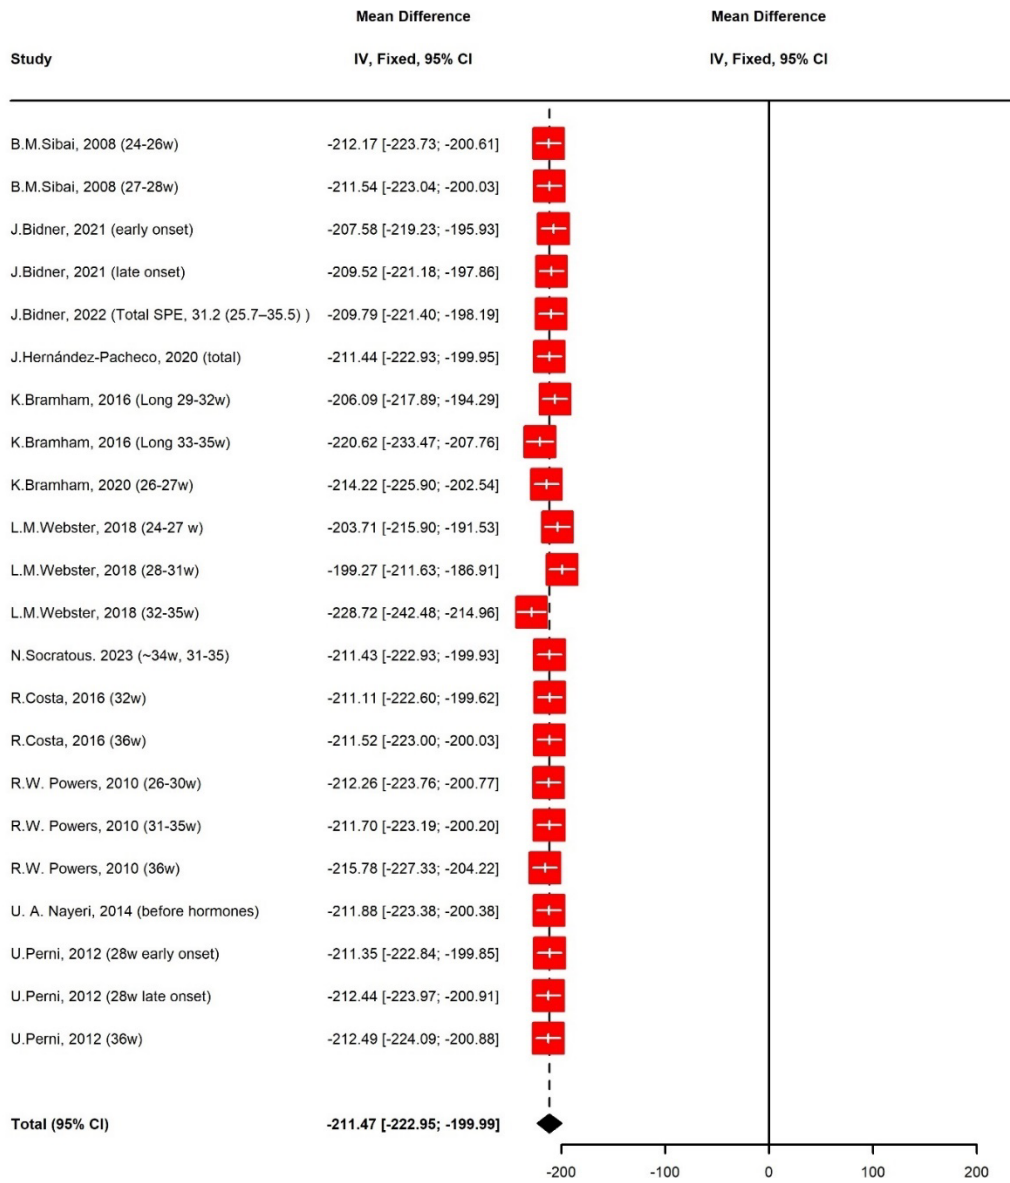 Mean Difference Mean Difference
Study IV, Fixed, 95% CI IV, Fixed, 95% CI
B.M.Sibai, 2008 (24-26w) -212.17 [-223.73; -200.61]
B.M.Sibai, 2008 (27-28w) -211.54 [-223.04; -200.03]
J.Bidner, 2021 (early onset) -207.58 [-219.23; -195.93]
J.Bidner, 2021 (late onset) -209.52 [-221.18; -197.86]
J.Bidner, 2022 (Total SPE, 31.2 (25.7–35.5) ) -209.79 [-221.40; -198.19]
J.Hernández-Pacheco, 2020 (total) -211.44 [-222.93; -199.95]
K.Bramham, 2016 (Long 29-32w) -206.09 [-217.89; -194.29]
K.Bramham, 2016 (Long 33-35w) -220.62 [-233.47; -207.76]
K.Bramham, 2020 (26-27w) -214.22 [-225.90; -202.54]
L.M.Webster, 2018 (24-27 w) -203.71 [-215.90; -191.53]
L.M.Webster, 2018 (28-31w) -199.27 [-211.63; -186.91]
L.M.Webster, 2018 (32-35w) -228.72 [-242.48; -214.96]
N.Socratous. 2023 (~34w, 31-35) -211.43 [-222.93; -199.93]
R.Costa, 2016 (32w) -211.11 [-222.60; -199.62]
R.Costa, 2016 (36w) -211.52 [-223.00; -200.03]
R.W. Powers, 2010 (26-30w) -212.26 [-223.76; -200.77]
R.W. Powers, 2010 (31-35w) -211.70 [-223.19; -200.20]
R.W. Powers, 2010 (36w) -215.78 [-227.33; -204.22]
U. A. Nayeri, 2014 (before hormones) -211.88 [-223.38; -200.38]
U.Perni, 2012 (28w early onset) -211.35 [-222.84; -199.85]
U.Perni, 2012 (28w late onset) -212.44 [-223.97; -200.91]
U.Perni, 2012 (36w) -212.49 [-224.09; -200.88]
Total (95% CI) -211.47 [-222.95; -199.99]
-200 -100 0 100 200